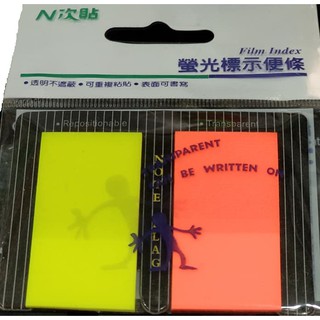 N次貼
Film Index
螢光標示便條
•透明不遮蔽•可重複粘貼•表面可書寫
Repositionable
Transparent
TRANSPARENT
BE WRITTEN ON
NOTE FLAG